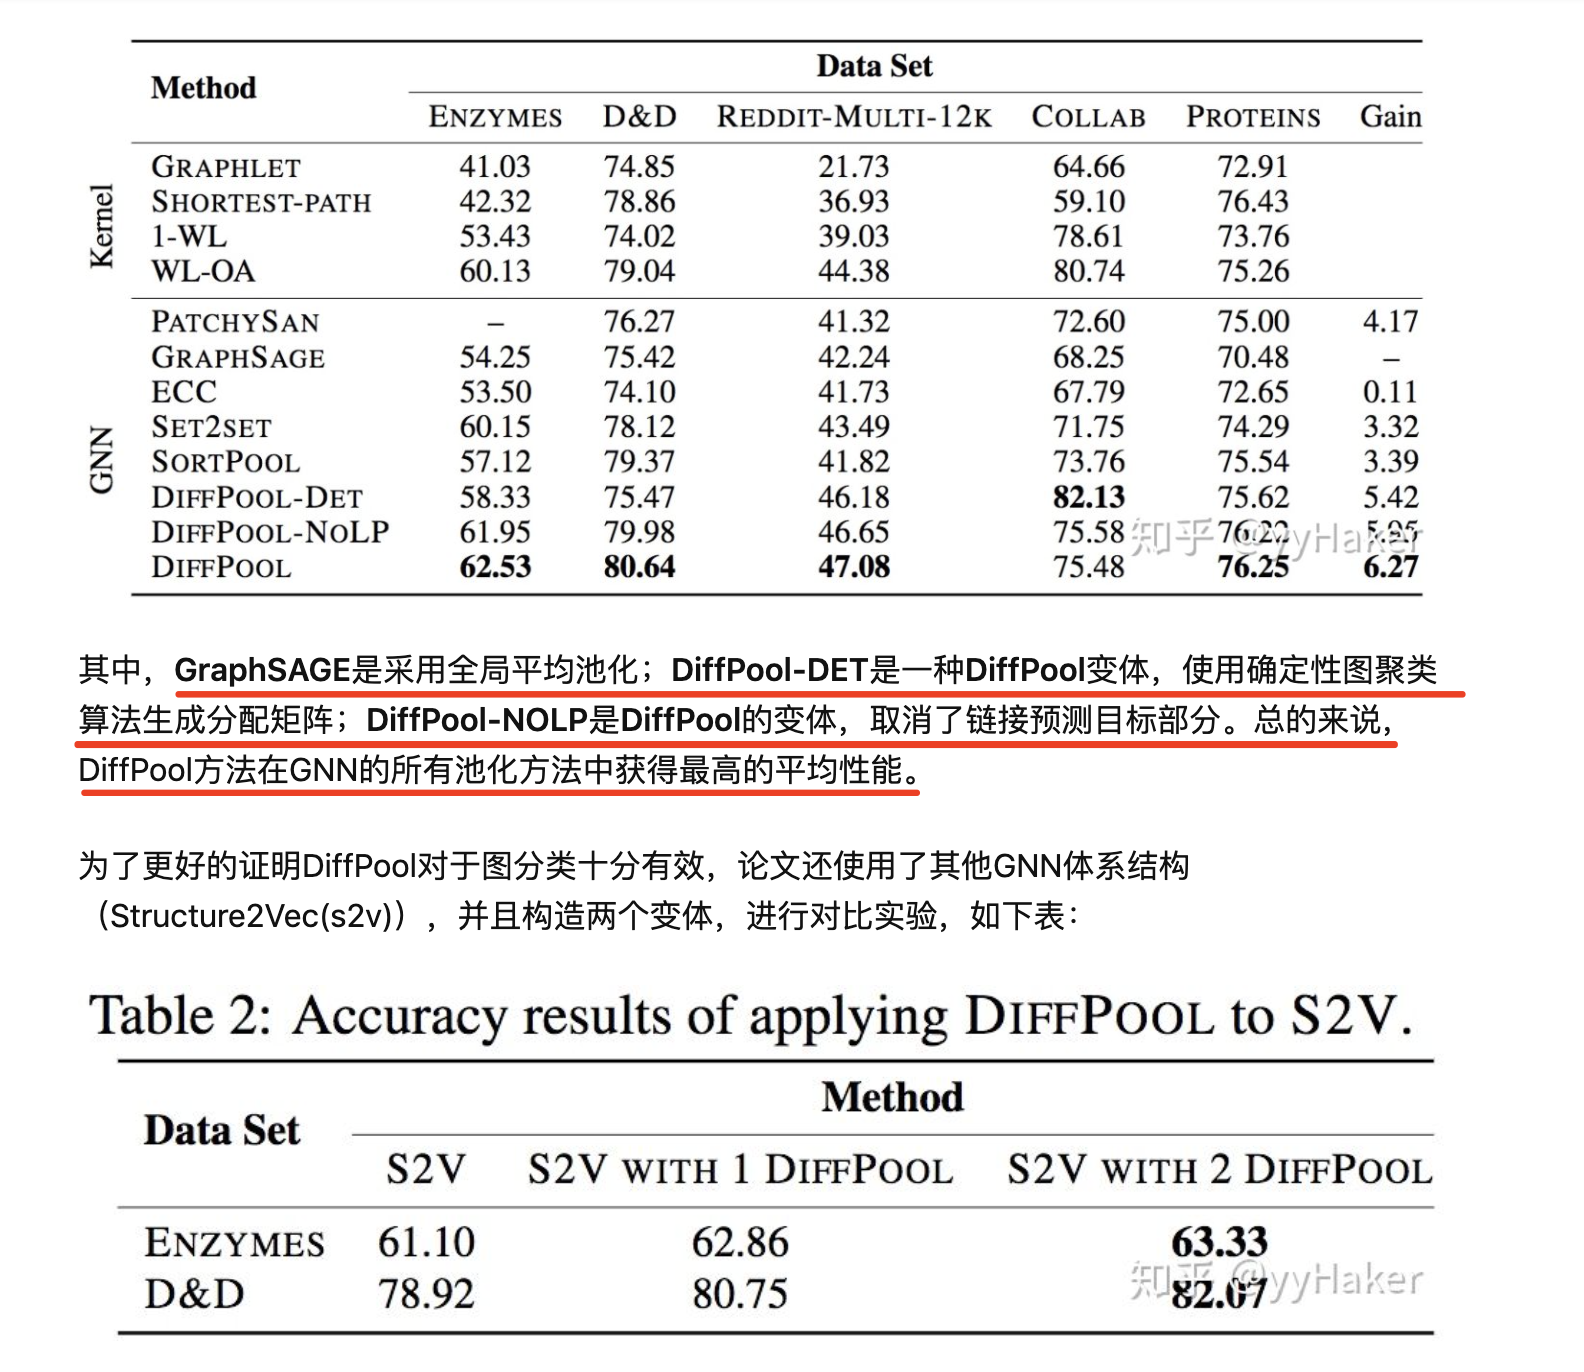 Method Data Set
ENZYMES D&D REDDIT-MULTI-12K COLLAB PROTEINS Gain
Kernel
GRAPHLET 41.03 74.85 21.73 64.66 72.91
SHORTEST-PATH 42.32 78.86 36.93 59.10 76.43
1-WL 53.43 74.02 39.03 78.61 73.76
WL-OA 60.13 79.04 44.38 80.74 75.26
GNN
PATCHYSAN – 76.27 41.32 72.60 75.00 4.17
GRAPHSAGE 54.25 75.42 42.24 68.25 70.48 –
ECC 53.50 74.10 41.73 67.79 72.65 0.11
SET2SET 60.15 78.12 43.49 71.75 74.29 3.32
SORTPOOL 57.12 79.37 41.82 73.76 75.54 3.39
DIFFPOOL-DET 58.33 75.47 46.18 82.13 75.62 5.42
DIFFPOOL-NOLP 61.95 79.98 46.65 75.58 76.22
知乎 @yyHaker
DIFFPOOL 62.53 80.64 47.08 75.48 76.25 6.27
其中，GraphSAGE是采用全局平均池化；DiffPool-DET是一种DiffPool变体，使用确定性图聚类
算法生成分配矩阵；DiffPool-NOLP是DiffPool的变体，取消了链接预测目标部分。总的来说，
DiffPool方法在GNN的所有池化方法中获得最高的平均性能。
为了更好的证明DiffPool对于图分类十分有效，论文还使用了其他GNN体系结构
（Structure2Vec(s2v)），并且构造两个变体，进行对比实验，如下表：
Table 2: Accuracy results of applying DIFFPOOL to S2V.
Data Set Method
S2V S2V WITH 1 DIFFPOOL S2V WITH 2 DIFFPOOL
ENZYMES 61.10 62.86 63.33
D&D 78.92 80.75 82.07
知乎 @yyHaker